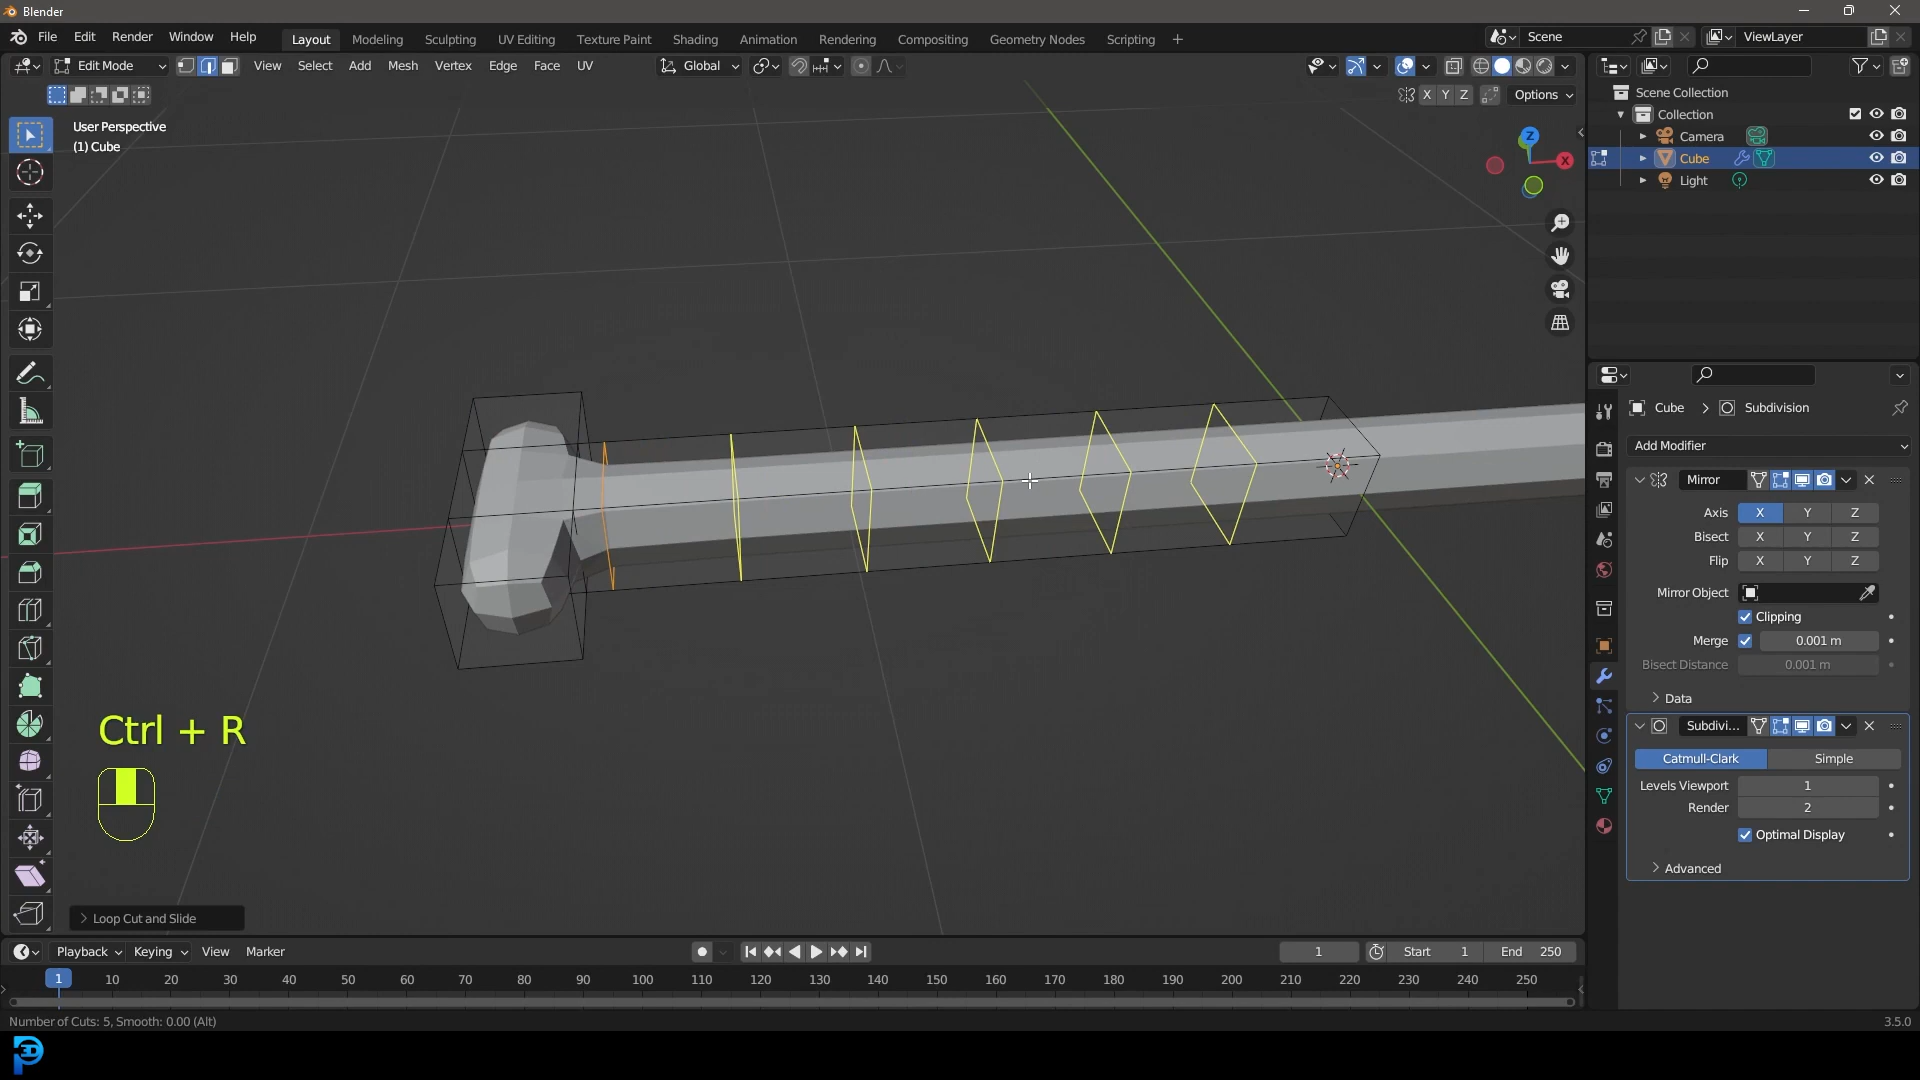 Blender
File Edit Render Window Help
Layout Modeling Sculpting UV Editing Texture Paint Shading Animation Rendering Compositing Geometry Nodes Scripting +
Scene
ViewLayer
Edit Mode
View Select Add Mesh Vertex Edge Face UV
Global
X Y Z
Options
User Perspective
(1) Cube
Z
X
Scene Collection
Collection
Camera
Cube
Light
Cube > Subdivision
Add Modifier
Mirror
Axis X Y Z
Bisect X Y Z
Flip X Y Z
Mirror Object
Clipping
Merge 0.001 m
Bisect Distance 0.001 m
Data
Subdivi...
Catmull-Clark Simple
Levels Viewport 1
Render 2
Optimal Display
Advanced
Ctrl + R
Loop Cut and Slide
Playback Keying View Marker
1
Start 1
End 250
1 10 20 30 40 50 60 70 80 90 100 110 120 130 140 150 160 170 180 190 200 210 220 230 240 250
Number of Cuts: 5, Smooth: 0.00 (Alt)
3.5.0